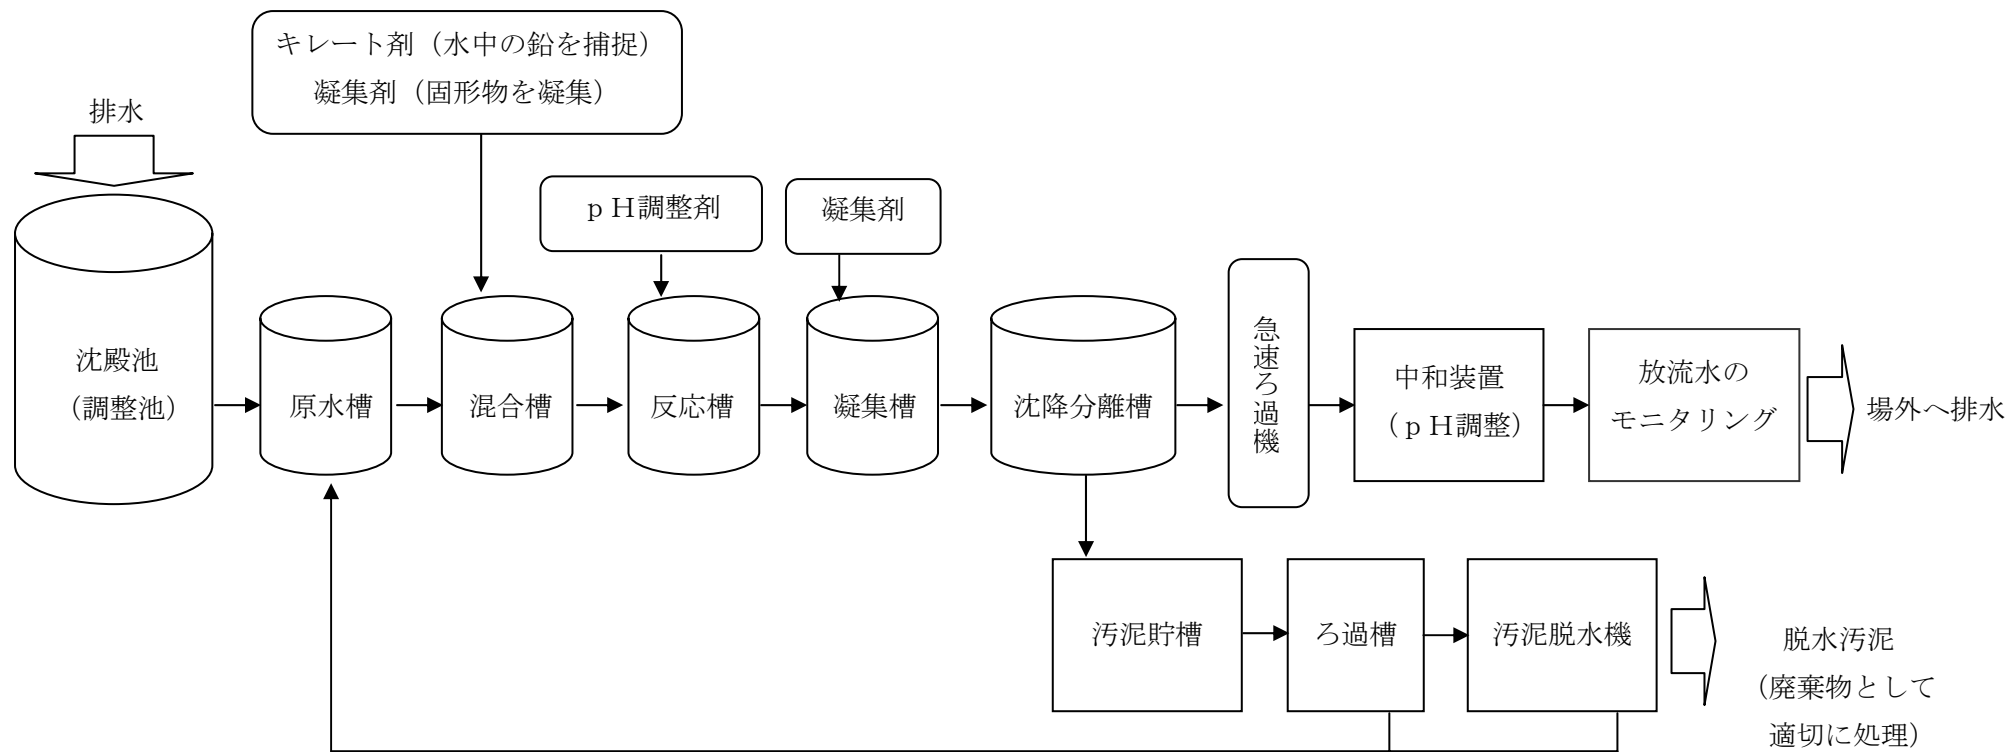 キレート剤（水中の鉛を捕捉）
凝集剤（固形物を凝集）
排水
ｐＨ調整剤
凝集剤
沈殿池
（調整池）
原水槽
混合槽
反応槽
凝集槽
沈降分離槽
急速ろ過機
中和装置
（ｐＨ調整）
放流水の
モニタリング
場外へ排水
汚泥貯槽
ろ過槽
汚泥脱水機
脱水汚泥
（廃棄物として
適切に処理）